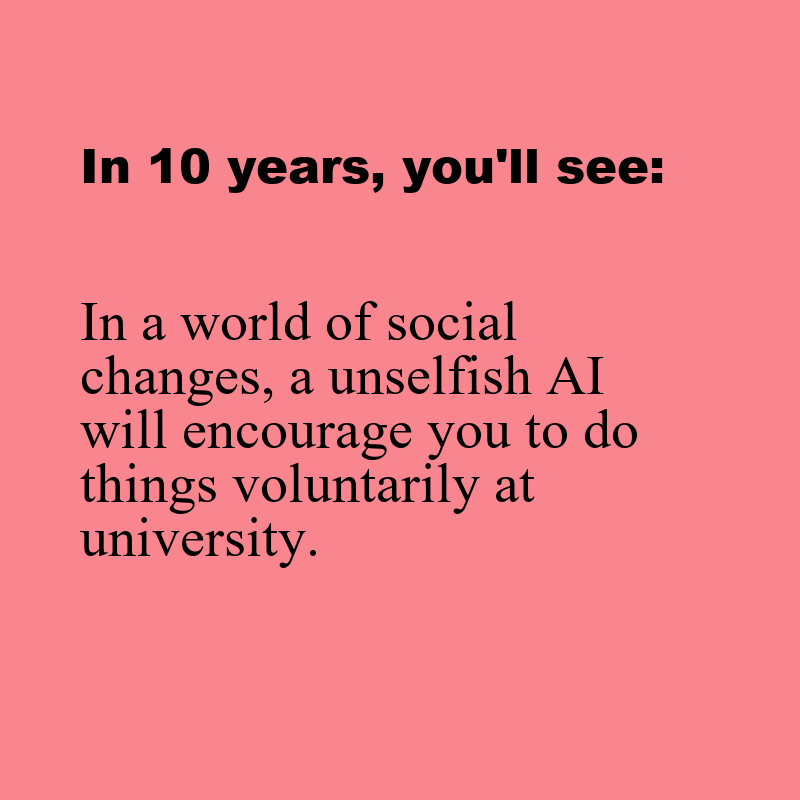 In 10 years, you'll see:
In a world of social
changes, a unselfish AI
will encourage you to do
things voluntarily at
university.